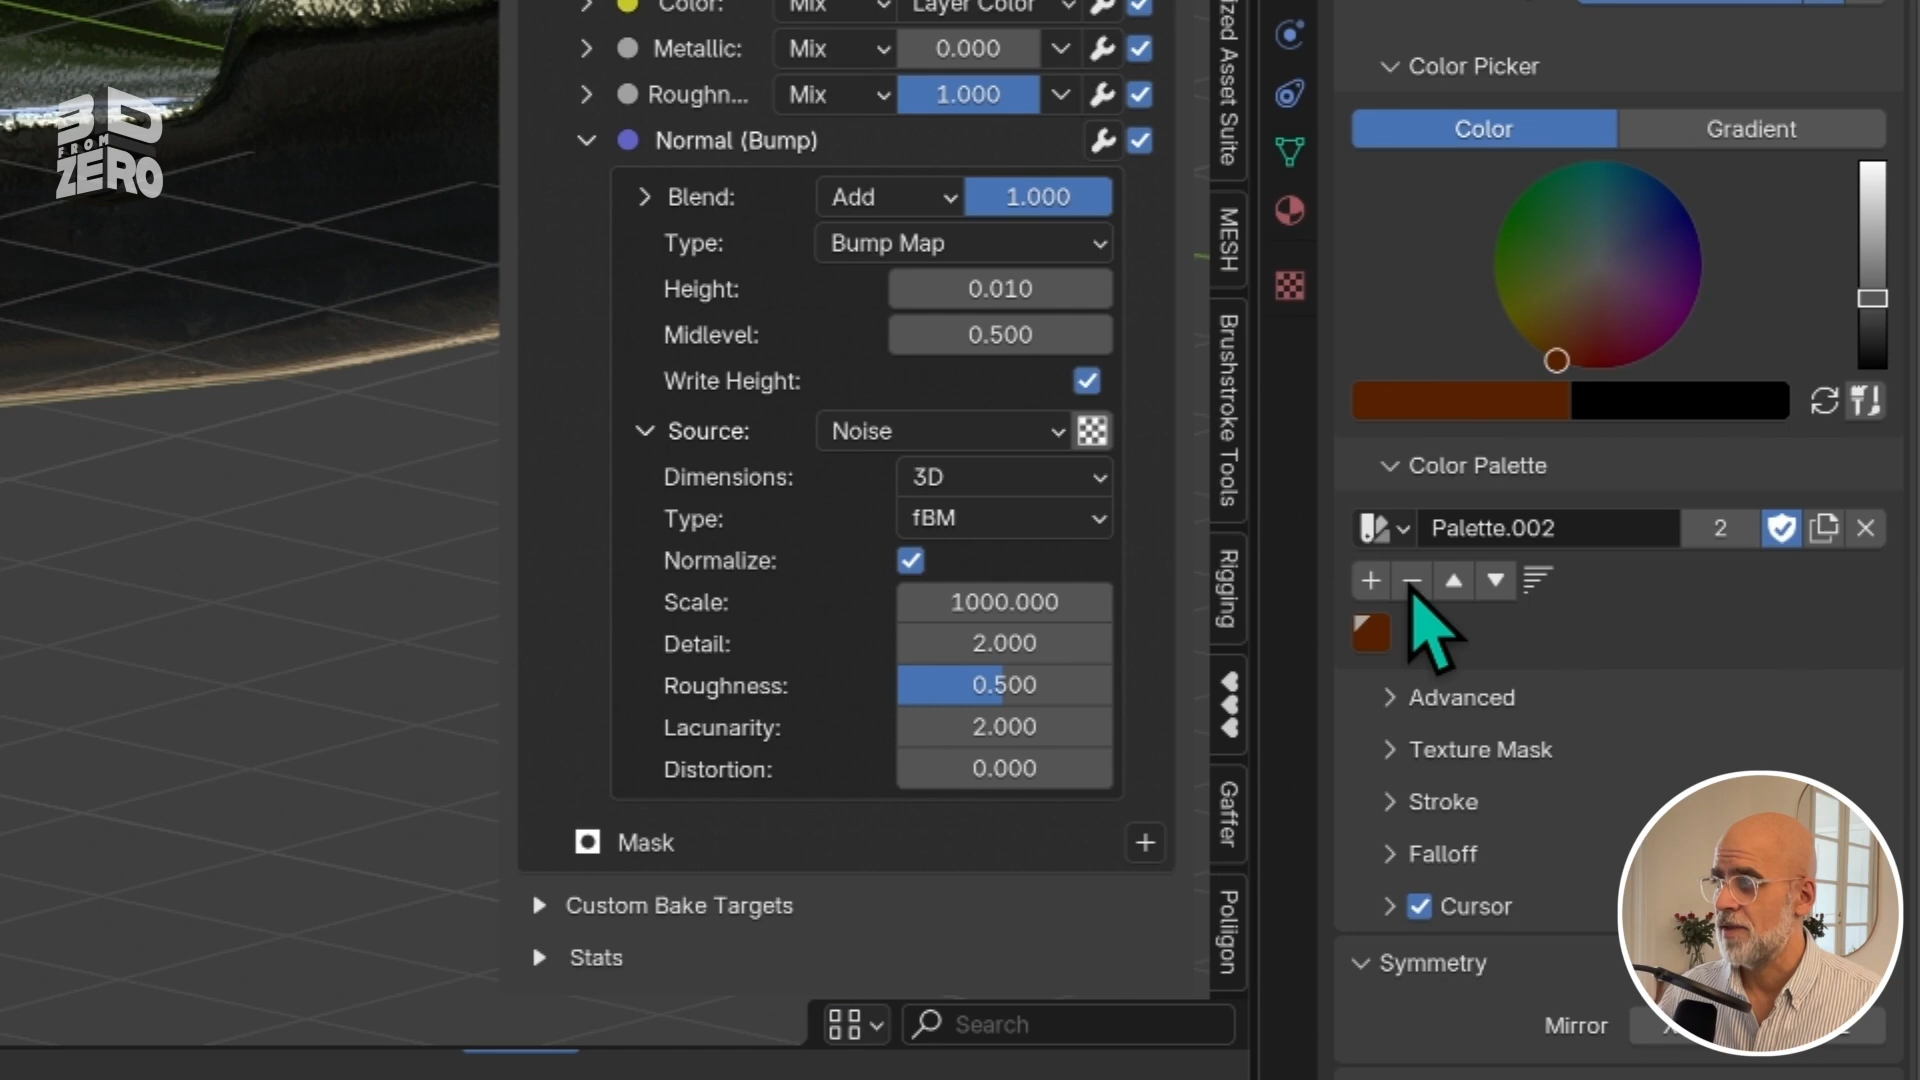 3D
FROM
ZERO
Color: Mix Layer Color
Metallic: Mix 0.000
Roughn... Mix 1.000
Normal (Bump)
Blend: Add 1.000
Type: Bump Map
Height: 0.010
Midlevel: 0.500
Write Height:
Source: Noise
Dimensions: 3D
Type: fBM
Normalize:
Scale: 1000.000
Detail: 2.000
Roughness: 0.500
Lacunarity: 2.000
Distortion: 0.000
Mask
Custom Bake Targets
Stats
Search
Asset Suite
MESH
Brushstroke Tools
Rigging
Gaffer
Poliigon
Color Picker
Color Gradient
Color Palette
Palette.002 2
Advanced
Texture Mask
Stroke
Falloff
Cursor
Symmetry
Mirror